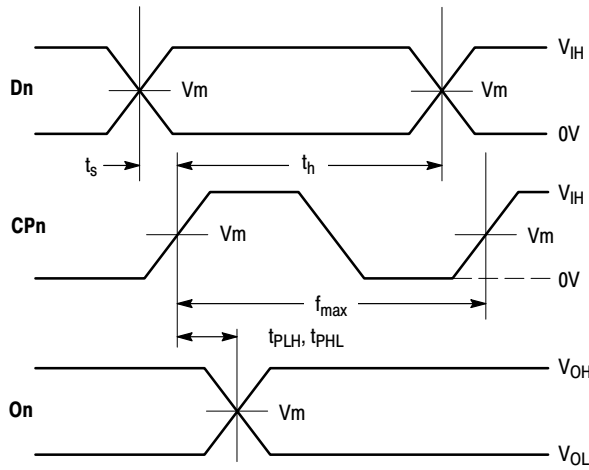 V_IH
Dn
Vm
Vm
0V
t_s
t_h
V_IH
CPn
Vm
Vm
0V
f_max
t_PLH, t_PHL
V_OH
On
Vm
V_OL